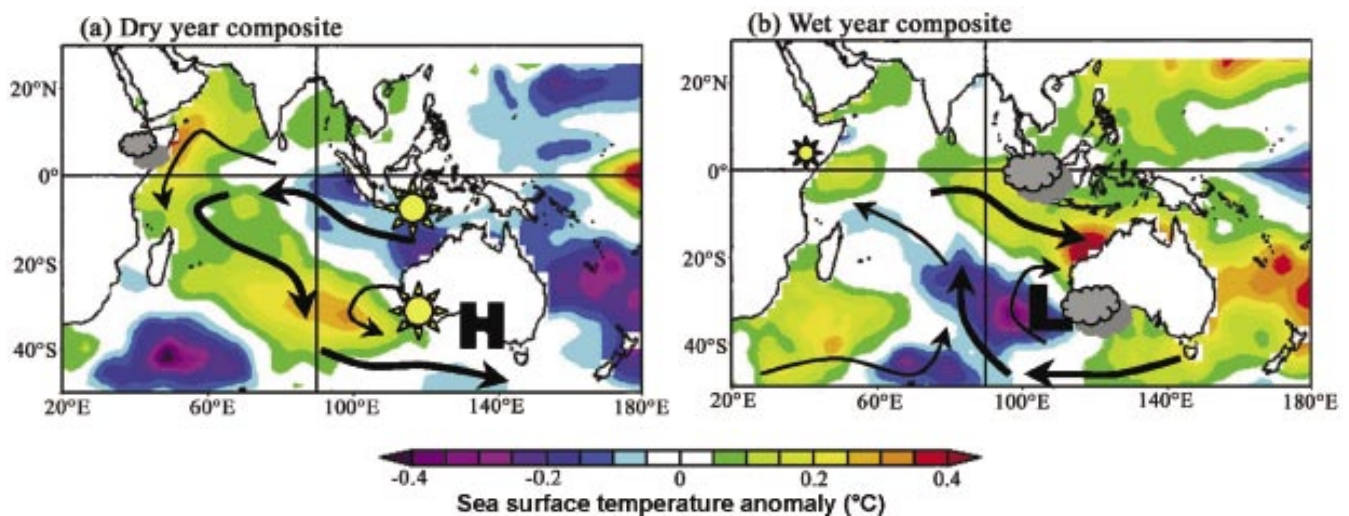 (a) Dry year composite
(b) Wet year composite
20°N
0°
20°S
40°S
H
20°E
60°E
100°E
140°E
180°E
20°N
0°
20°S
40°S
L
20°E
60°E
100°E
140°E
180°E
-0.4
-0.2
0
0.2
0.4
Sea surface temperature anomaly (°C)